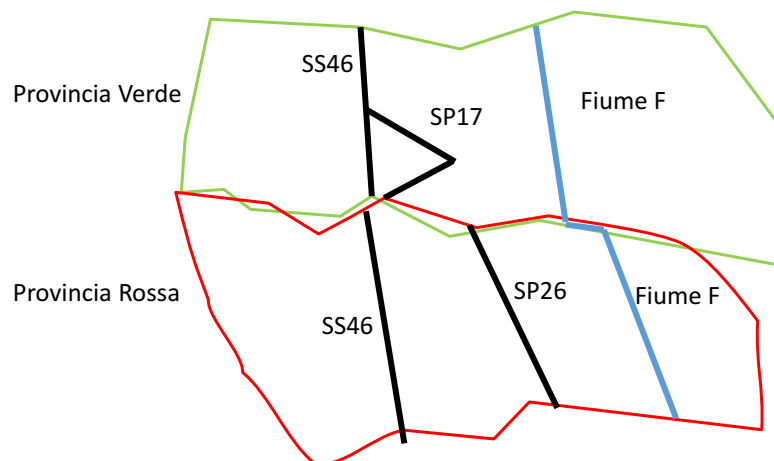 SS46
Provincia Verde
SP17
Fiume F
Provincia Rossa
SP26
Fiume F
SS46